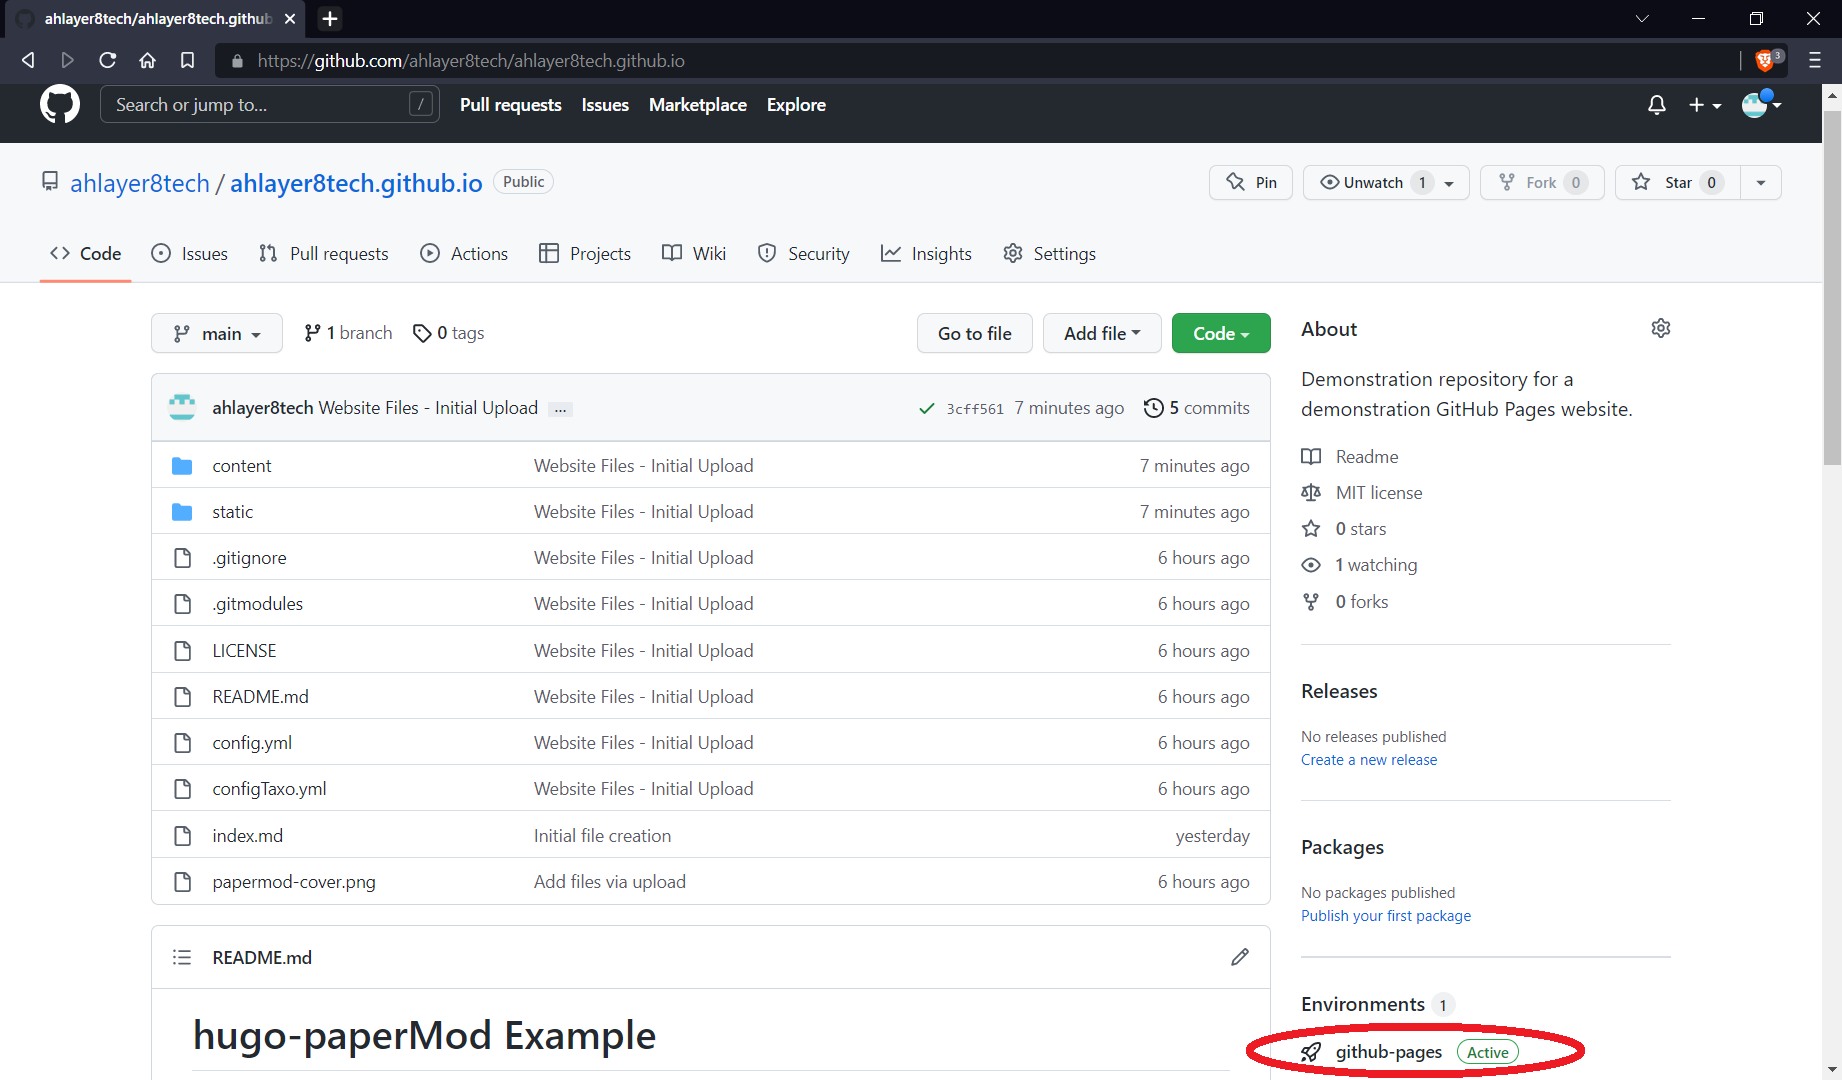 ahlayer8tech/ahlayer8tech.github
https://github.com/ahlayer8tech/ahlayer8tech.github.io
3
Search or jump to...
/
Pull requests
Issues
Marketplace
Explore
ahlayer8tech / ahlayer8tech.github.io
Public
Pin
Unwatch 1
Fork 0
Star 0
Code
Issues
Pull requests
Actions
Projects
Wiki
Security
Insights
Settings
main
1 branch
0 tags
Go to file
Add file
Code
ahlayer8tech Website Files - Initial Upload ...
3cff561 7 minutes ago
5 commits
content Website Files - Initial Upload 7 minutes ago
static Website Files - Initial Upload 7 minutes ago
.gitignore Website Files - Initial Upload 6 hours ago
.gitmodules Website Files - Initial Upload 6 hours ago
LICENSE Website Files - Initial Upload 6 hours ago
README.md Website Files - Initial Upload 6 hours ago
config.yml Website Files - Initial Upload 6 hours ago
configTaxo.yml Website Files - Initial Upload 6 hours ago
index.md Initial file creation yesterday
papermod-cover.png Add files via upload 6 hours ago
README.md
hugo-paperMod Example
About
Demonstration repository for a
demonstration GitHub Pages website.
Readme
MIT license
0 stars
1 watching
0 forks
Releases
No releases published
Create a new release
Packages
No packages published
Publish your first package
Environments 1
github-pages Active